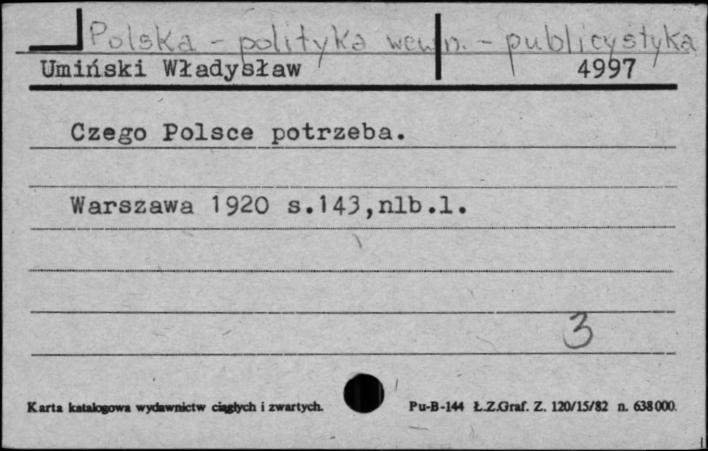 Polska - polityka wewn. - publicystyka
Umiński Władysław 4997
Czego Polsce potrzeba.
Warszawa 1920 s.143,nlb.1.
3
Karta katalogowa wydawnictw ciągłych i zwartych. Pu-B-144 Ł.Z.Graf. Z. 120/15/82 n. 638000.